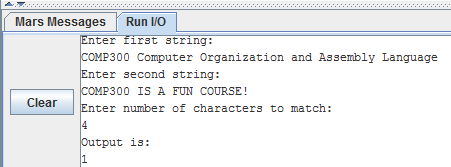 Mars Messages Run I/O
Enter first string:
COMP300 Computer Organization and Assembly Language
Enter second string:
COMP300 IS A FUN COURSE!
Clear
Enter number of characters to match:
4
Output is:
1